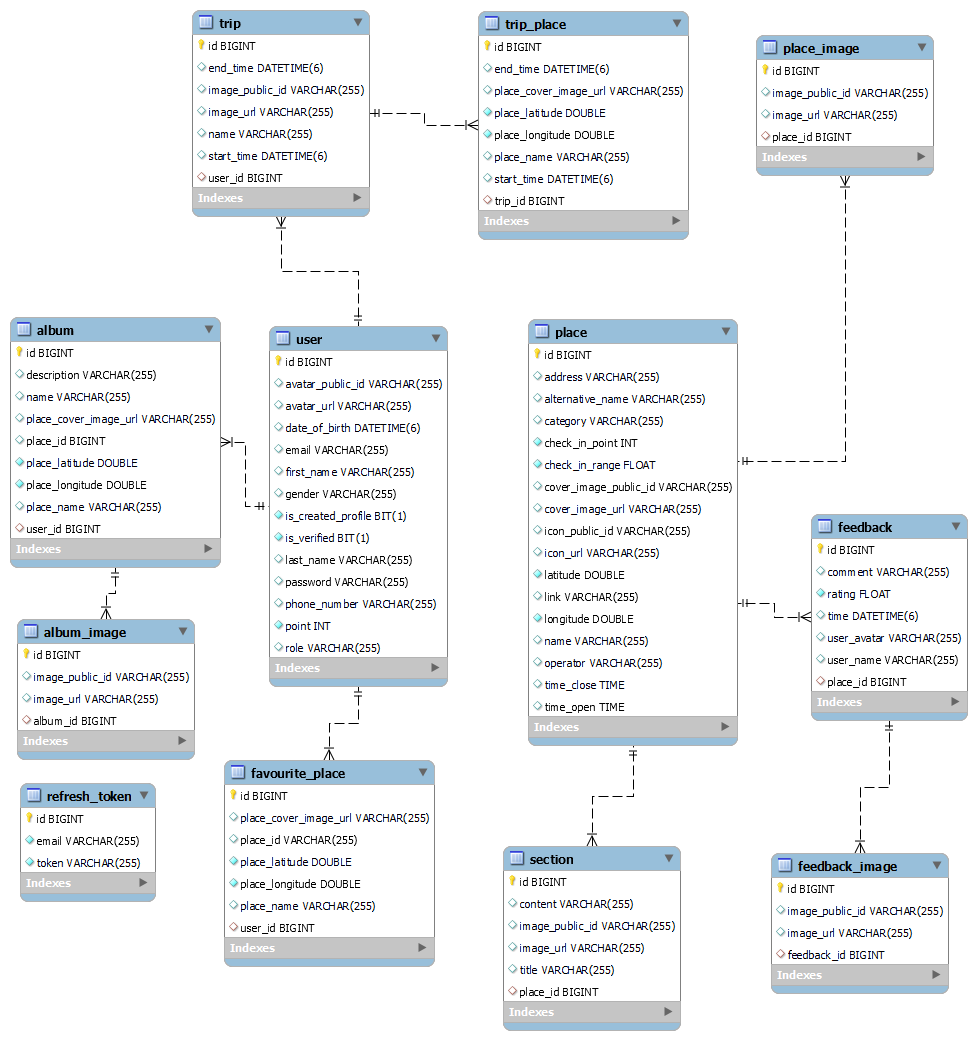 trip
id BIGINT
end_time DATETIME(6)
image_public_id VARCHAR(255)
image_url VARCHAR(255)
name VARCHAR(255)
start_time DATETIME(6)
user_id BIGINT
Indexes
trip_place
id BIGINT
end_time DATETIME(6)
place_cover_image_url VARCHAR(255)
place_latitude DOUBLE
place_longitude DOUBLE
place_name VARCHAR(255)
start_time DATETIME(6)
trip_id BIGINT
Indexes
place_image
id BIGINT
image_public_id VARCHAR(255)
image_url VARCHAR(255)
place_id BIGINT
Indexes
album
id BIGINT
description VARCHAR(255)
name VARCHAR(255)
place_cover_image_url VARCHAR(255)
place_id BIGINT
place_latitude DOUBLE
place_longitude DOUBLE
place_name VARCHAR(255)
user_id BIGINT
Indexes
user
id BIGINT
avatar_public_id VARCHAR(255)
avatar_url VARCHAR(255)
date_of_birth DATETIME(6)
email VARCHAR(255)
first_name VARCHAR(255)
gender VARCHAR(255)
is_created_profile BIT(1)
is_verified BIT(1)
last_name VARCHAR(255)
password VARCHAR(255)
phone_number VARCHAR(255)
point INT
role VARCHAR(255)
Indexes
place
id BIGINT
address VARCHAR(255)
alternative_name VARCHAR(255)
category VARCHAR(255)
check_in_point INT
check_in_range FLOAT
cover_image_public_id VARCHAR(255)
cover_image_url VARCHAR(255)
icon_public_id VARCHAR(255)
icon_url VARCHAR(255)
latitude DOUBLE
link VARCHAR(255)
longitude DOUBLE
name VARCHAR(255)
operator VARCHAR(255)
time_close TIME
time_open TIME
Indexes
feedback
id BIGINT
comment VARCHAR(255)
rating FLOAT
time DATETIME(6)
user_avatar VARCHAR(255)
user_name VARCHAR(255)
place_id BIGINT
Indexes
album_image
id BIGINT
image_public_id VARCHAR(255)
image_url VARCHAR(255)
album_id BIGINT
Indexes
refresh_token
id BIGINT
email VARCHAR(255)
token VARCHAR(255)
Indexes
favourite_place
id BIGINT
place_cover_image_url VARCHAR(255)
place_id VARCHAR(255)
place_latitude DOUBLE
place_longitude DOUBLE
place_name VARCHAR(255)
user_id BIGINT
Indexes
section
id BIGINT
content VARCHAR(255)
image_public_id VARCHAR(255)
image_url VARCHAR(255)
title VARCHAR(255)
place_id BIGINT
Indexes
feedback_image
id BIGINT
image_public_id VARCHAR(255)
image_url VARCHAR(255)
feedback_id BIGINT
Indexes